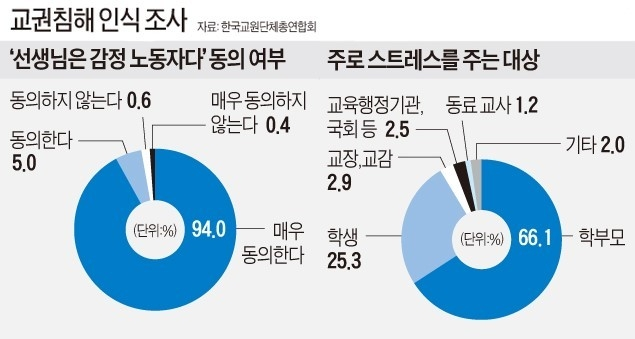 교권침해 인식 조사 자료: 한국교원단체총연합회
‘선생님은 감정 노동자다’ 동의 여부
동의하지 않는다 0.6
매우 동의하지
않는다 0.4
동의한다
5.0
(단위:%)
94.0
매우
동의한다
주로 스트레스를 주는 대상
교육행정기관,
국회 등 2.5
동료 교사 1.2
기타 2.0
교장,교감
2.9
학생
25.3
(단위:%)
66.1
학부모